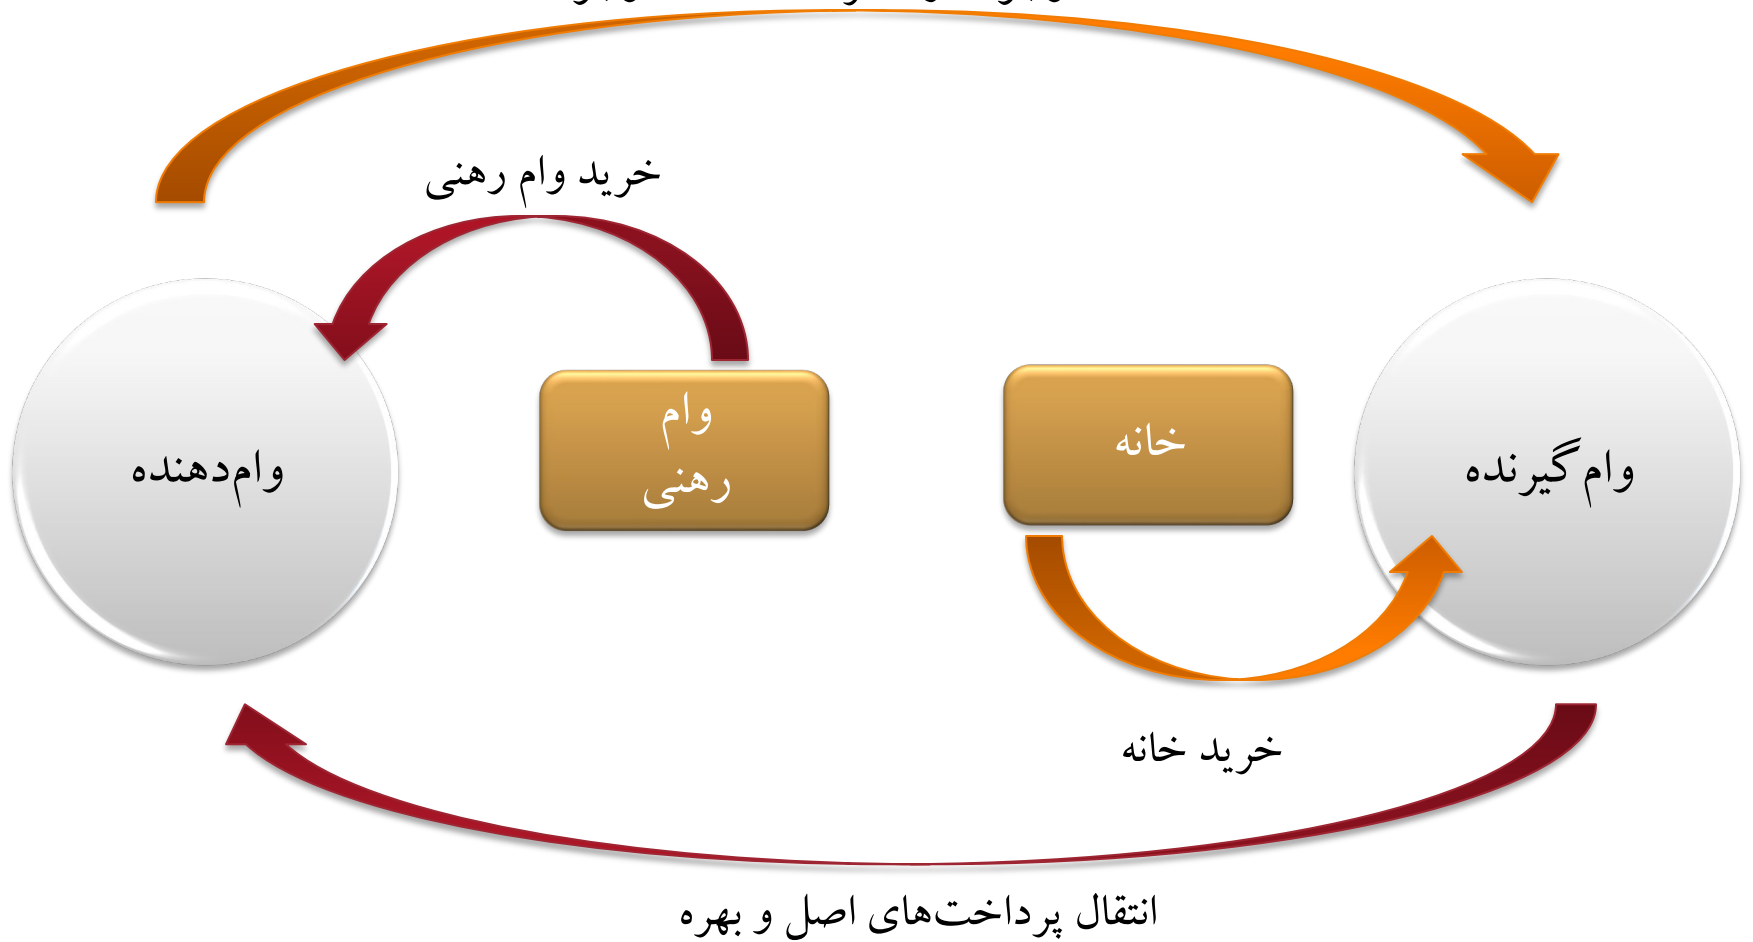 خرید وام رهنی
وام
رهنی
خانه
وام‌دهنده
وام‌گیرنده
خرید خانه
انتقال پرداخت‌های اصل و بهره